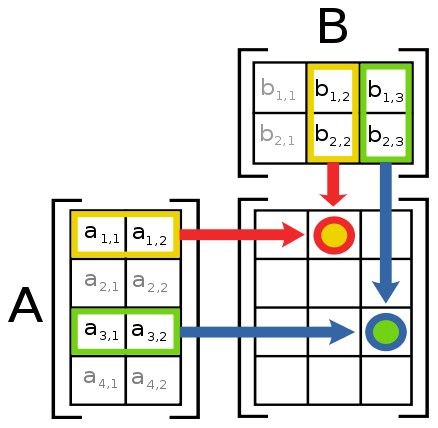 B
b1,1 b1,2 b1,3
b2,1 b2,2 b2,3
A
a1,1 a1,2
a2,1 a2,2
a3,1 a3,2
a4,1 a4,2